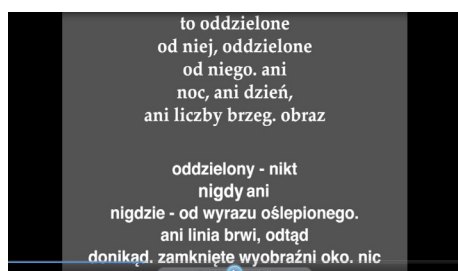 to oddzielone
od niej, oddzielone
od niego. ani
noc, ani dzień,
ani liczby brzeg. obraz
oddzielony - nikt
nigdy ani
nigdzie - od wyrazu oślepionego.
ani linia brwi, odtąd
donikąd. zamknięte wyobraźni oko. nic